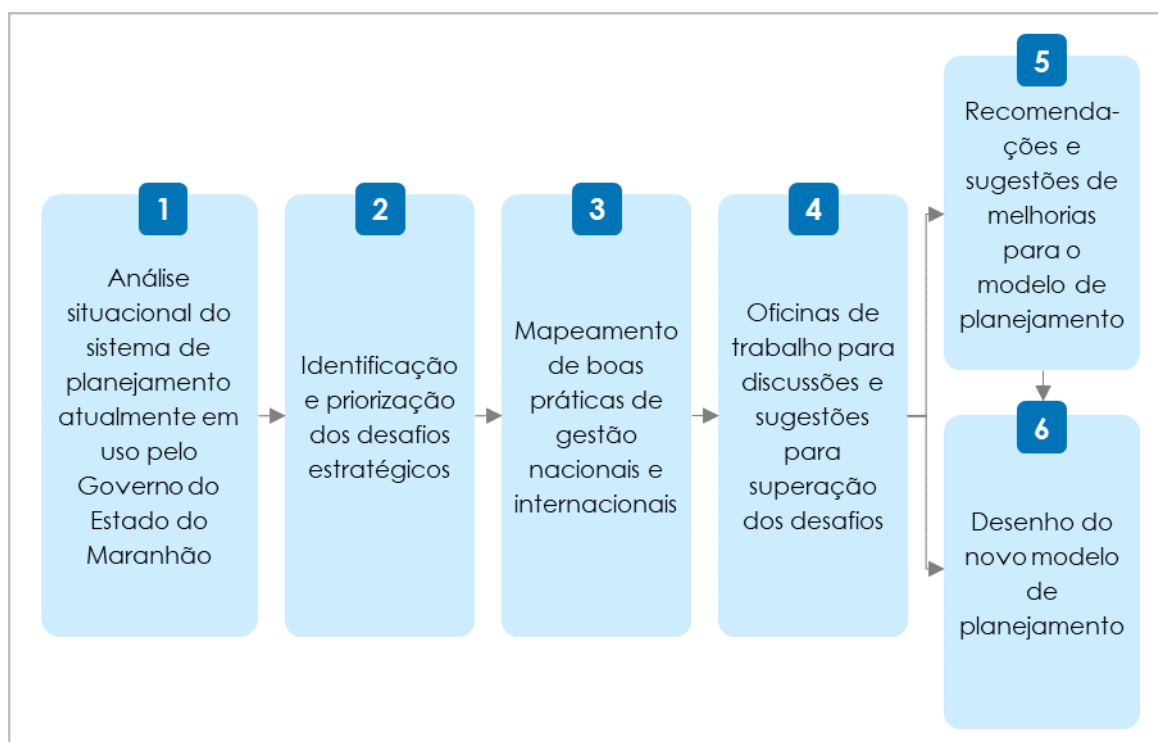 1
Análise
situacional do
sistema de
planejamento
atualmente em
uso pelo
Governo do
Estado do
Maranhão
2
Identificação
e priorização
dos desafios
estratégicos
3
Mapeamento
de boas
práticas de
gestão
nacionais e
internacionais
4
Oficinas de
trabalho para
discussões e
sugestões
para
superação
dos desafios
5
Recomenda-
ções e
sugestões de
melhorias
para o
modelo de
planejamento
6
Desenho do
novo modelo
de
planejamento